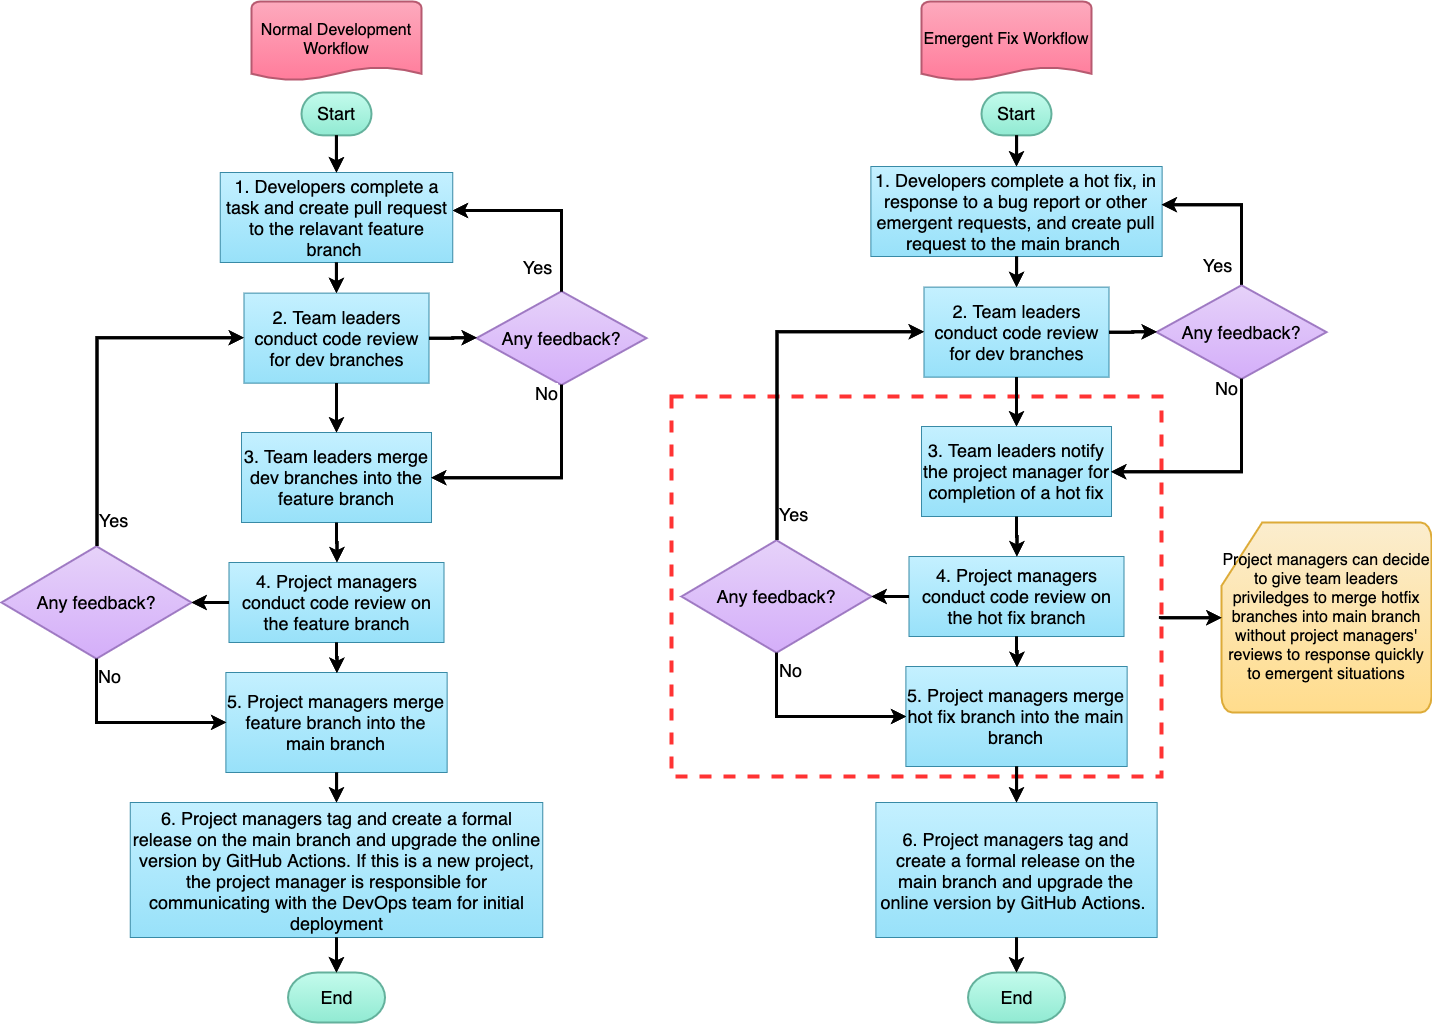 Normal Development
Workflow
Start
1. Developers complete a
task and create pull request
to the relavant feature
branch
Yes
2. Team leaders
conduct code review
for dev branches
Any feedback?
No
3. Team leaders merge
dev branches into the
feature branch
Yes
4. Project managers
conduct code review on
the feature branch
Any feedback?
No
5. Project managers merge
feature branch into the
main branch
6. Project managers tag and create a formal
release on the main branch and upgrade the online
version by GitHub Actions. If this is a new project,
the project manager is responsible for
communicating with the DevOps team for initial
deployment
End
Emergent Fix Workflow
Start
1. Developers complete a hot fix, in
response to a bug report or other
emergent requests, and create pull
request to the main branch
Yes
2. Team leaders
conduct code review
for dev branches
Any feedback?
No
3. Team leaders notify
the project manager for
completion of a hot fix
Yes
4. Project managers
conduct code review on
the hot fix branch
Any feedback?
No
5. Project managers merge
hot fix branch into the main
branch
Project managers can decide
to give team leaders
priviledges to merge hotfix
branches into main branch
without project managers'
reviews to response quickly
to emergent situations
6. Project managers tag and
create a formal release on the
main branch and upgrade the
online version by GitHub Actions.
End